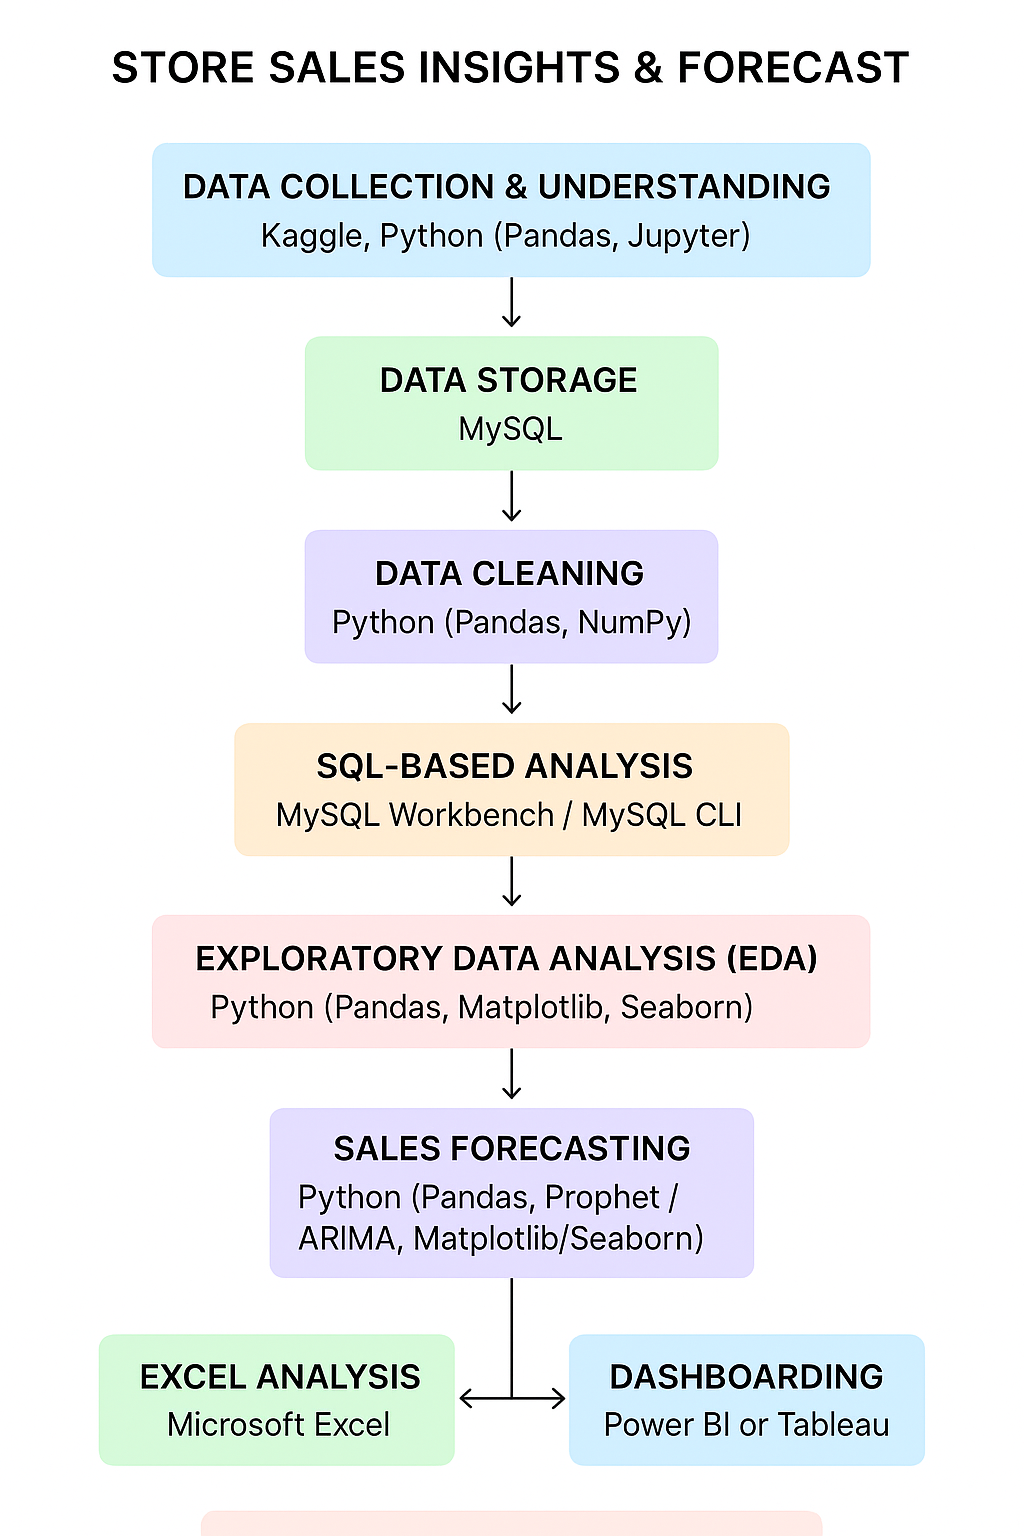 STORE SALES INSIGHTS & FORECAST
DATA COLLECTION & UNDERSTANDING
Kaggle, Python (Pandas, Jupyter)
DATA STORAGE
MySQL
DATA CLEANING
Python (Pandas, NumPy)
SQL-BASED ANALYSIS
MySQL Workbench / MySQL CLI
EXPLORATORY DATA ANALYSIS (EDA)
Python (Pandas, Matplotlib, Seaborn)
SALES FORECASTING
Python (Pandas, Prophet /
ARIMA, Matplotlib/Seaborn)
EXCEL ANALYSIS
Microsoft Excel
DASHBOARDING
Power BI or Tableau